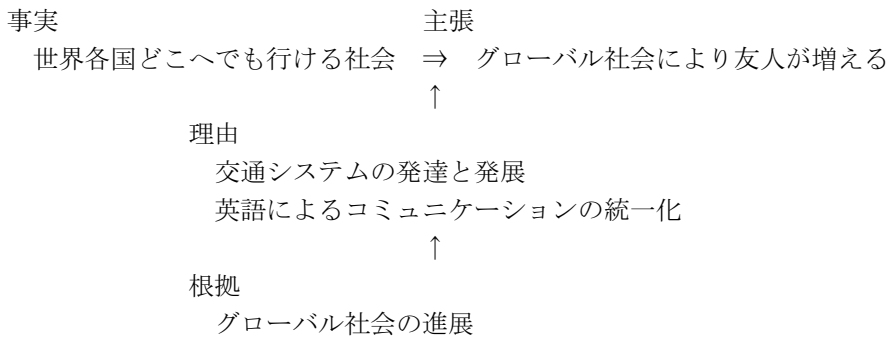 事実　主張
世界各国どこへでも行ける社会　⇒　グローバル社会により友人が増える
↑
理由
交通システムの発達と発展
英語によるコミュニケーションの統一化
↑
根拠
グローバル社会の進展